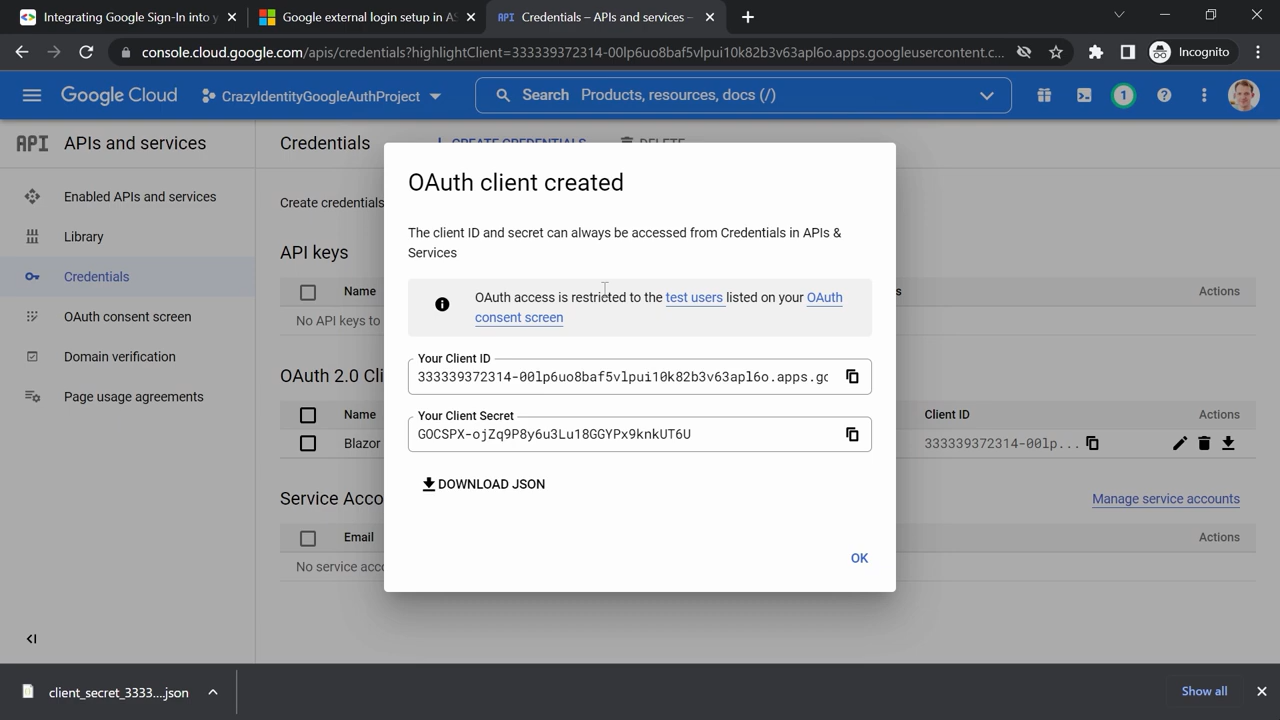 Integrating Google Sign-In into y
Google external login setup in AS
Credentials – APIs and services –
console.cloud.google.com/apis/credentials?highlightClient=333339372314-00lp6uo8baf5vlpui10k82b3v63apl6o.apps.googleusercontent.c...
Incognito
Google Cloud
CrazyIdentityGoogleAuthProject
Search Products, resources, docs (/)
1
API APIs and services
Enabled APIs and services
Library
Credentials
OAuth consent screen
Domain verification
Page usage agreements
Credentials
CREATE CREDENTIALS
DELETE
Create credentials
API keys
Name
Actions
No API keys to
OAuth 2.0 Cli
Name
Client ID
Actions
Blazor
333339372314-00lp...
Service Acco
Manage service accounts
Email
Actions
No service acco
OAuth client created
The client ID and secret can always be accessed from Credentials in APIs &
Services
OAuth access is restricted to the test users listed on your OAuth
consent screen
Your Client ID
333339372314-00lp6uo8baf5vlpui10k82b3v63apl6o.apps.gc
Your Client Secret
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
DOWNLOAD JSON
OK
client_secret_3333....json
Show all